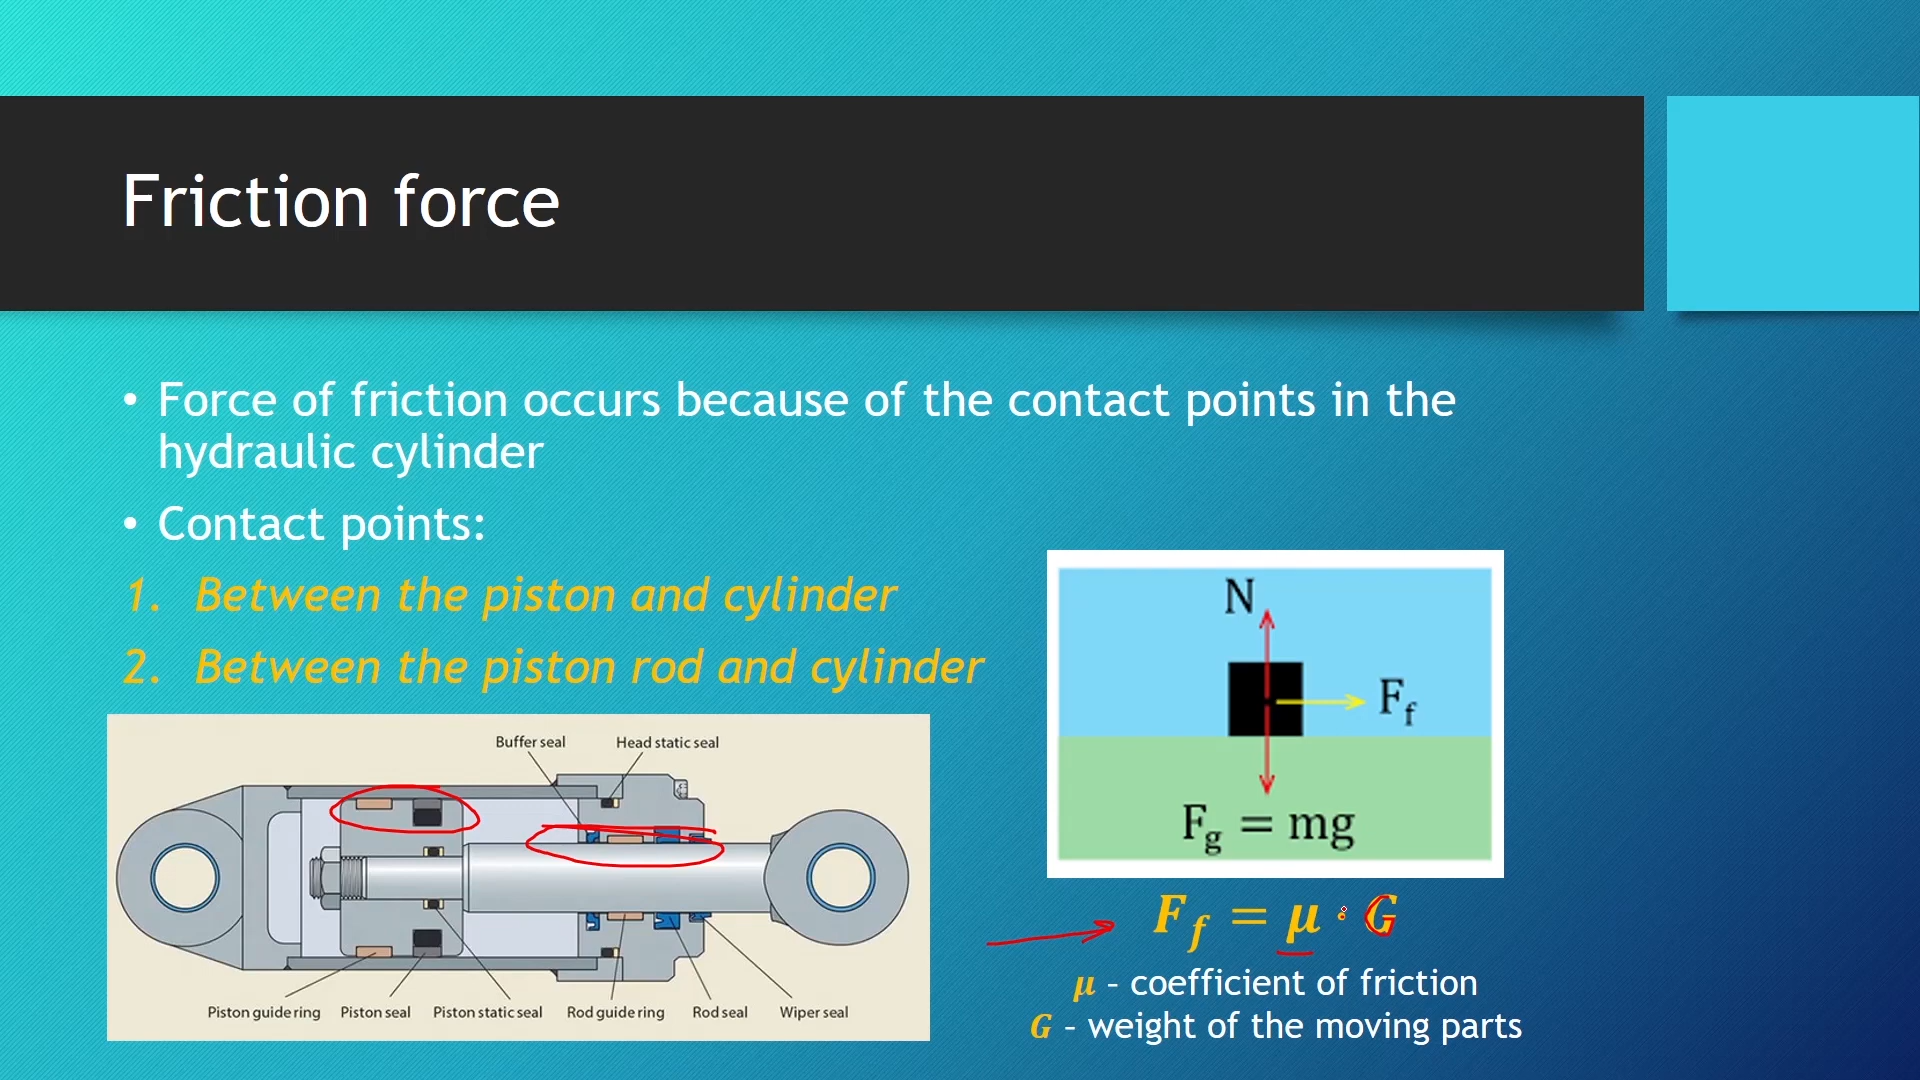 Friction force
• Force of friction occurs because of the contact points in the
hydraulic cylinder
• Contact points:
1. Between the piston and cylinder
2. Between the piston rod and cylinder
Buffer seal Head static seal
Piston guide ring Piston seal Piston static seal Rod guide ring Rod seal Wiper seal
N
F_f
F_g = mg
F_f = μ · G
μ – coefficient of friction
G – weight of the moving parts